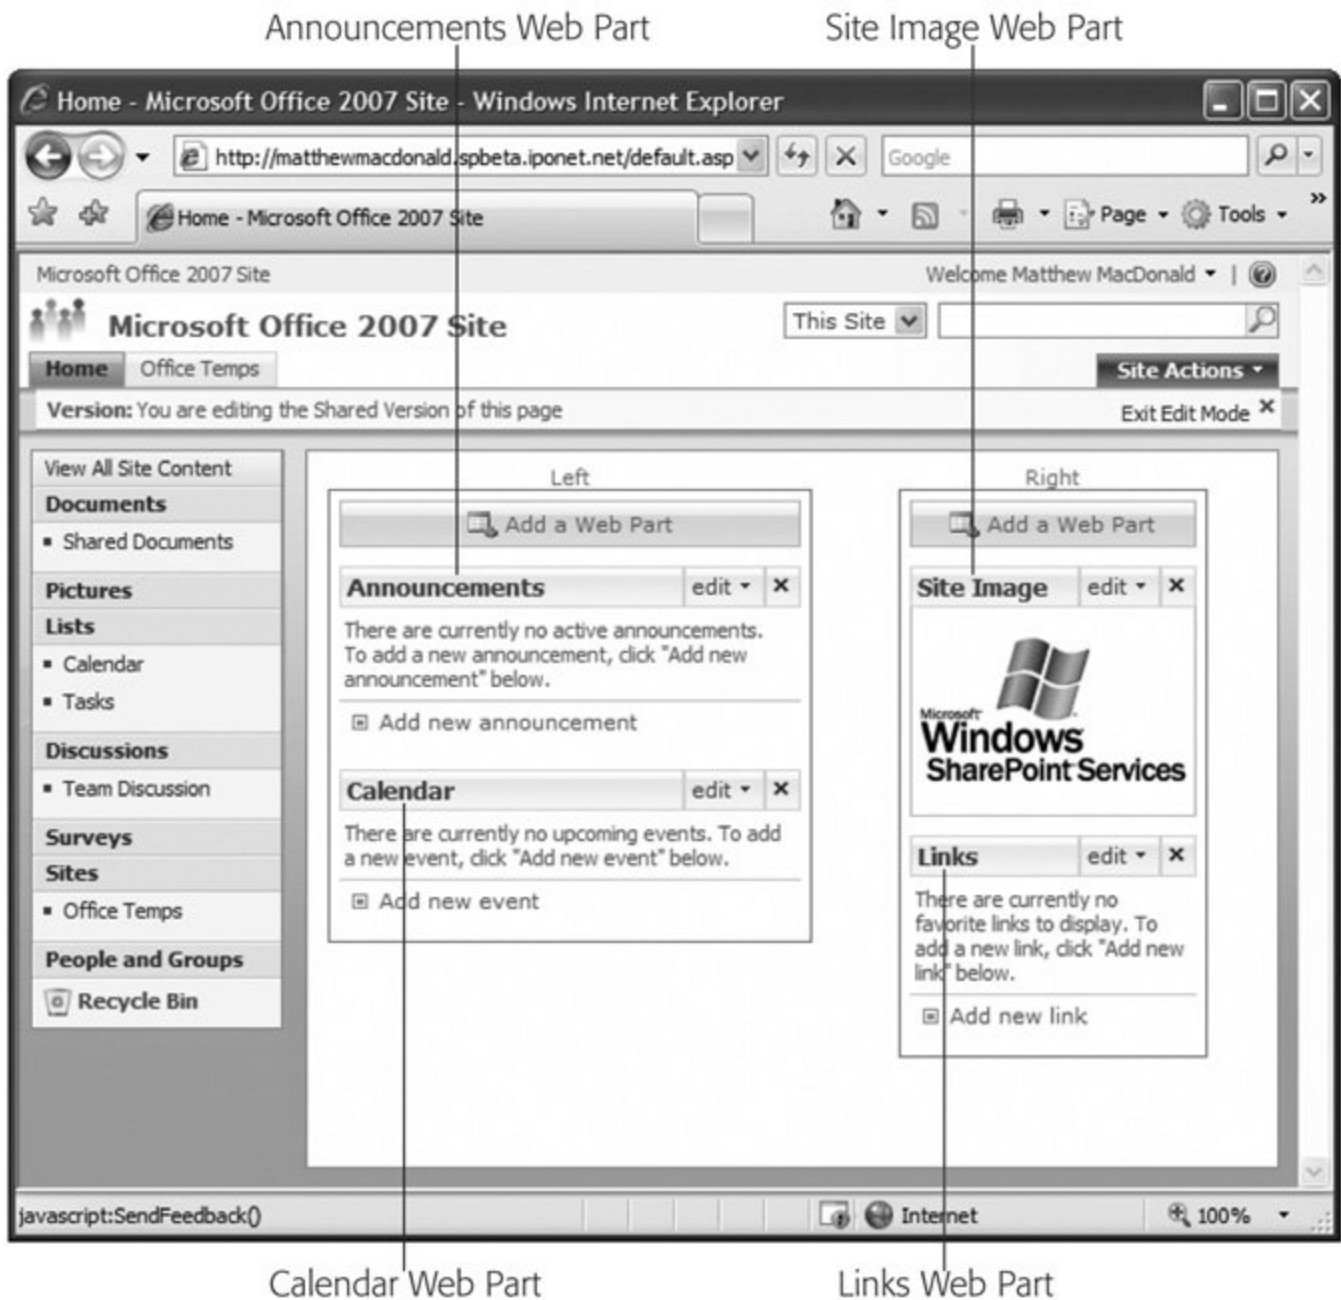 Announcements Web Part
Site Image Web Part
Home - Microsoft Office 2007 Site - Windows Internet Explorer
http://matthewmacdonald.spbeta.iponet.net/default.asp
Google
Home - Microsoft Office 2007 Site
Page
Tools
Microsoft Office 2007 Site
Welcome Matthew MacDonald
Microsoft Office 2007 Site
This Site
Home
Office Temps
Site Actions
Version: You are editing the Shared Version of this page
Exit Edit Mode
View All Site Content
Documents
Shared Documents
Pictures
Lists
Calendar
Tasks
Discussions
Team Discussion
Surveys
Sites
Office Temps
People and Groups
Recycle Bin
Left
Add a Web Part
Announcements
edit
There are currently no active announcements.
To add a new announcement, click "Add new
announcement" below.
Add new announcement
Calendar
edit
There are currently no upcoming events. To add
a new event, click "Add new event" below.
Add new event
Right
Add a Web Part
Site Image
edit
Microsoft
Windows
SharePoint Services
Links
edit
There are currently no
favorite links to display. To
add a new link, click "Add new
link" below.
Add new link
javascript:SendFeedback()
Internet
100%
Calendar Web Part
Links Web Part